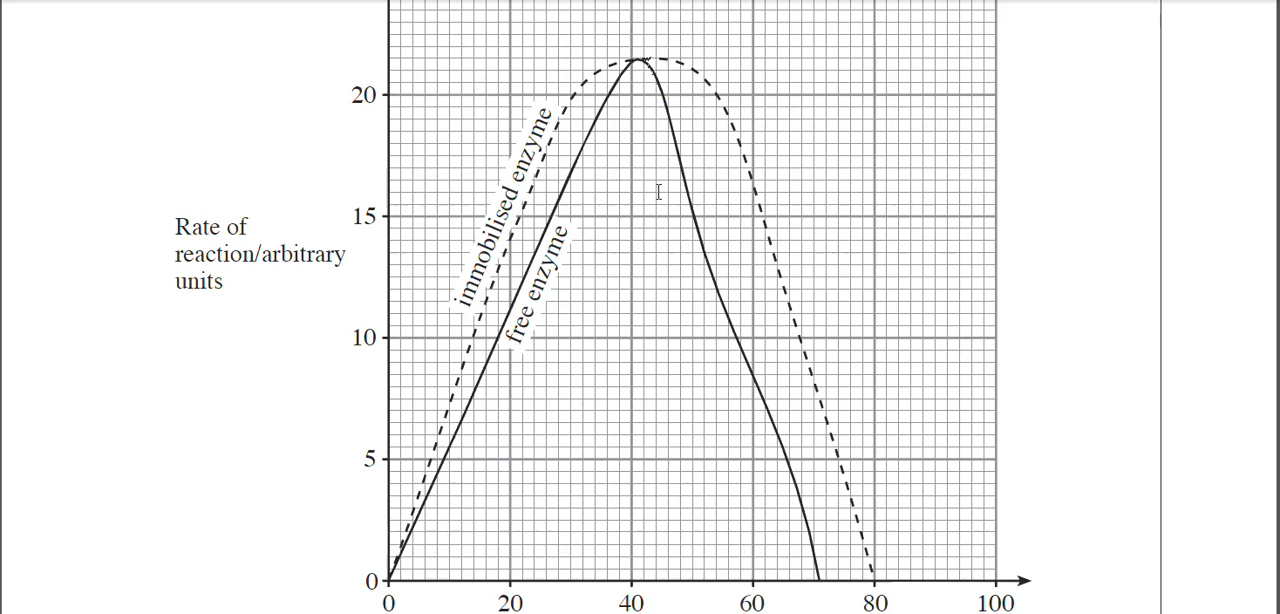 20
15
10
5
0
Rate of
reaction/arbitrary
units
immobilised enzyme
free enzyme
0 20 40 60 80 100